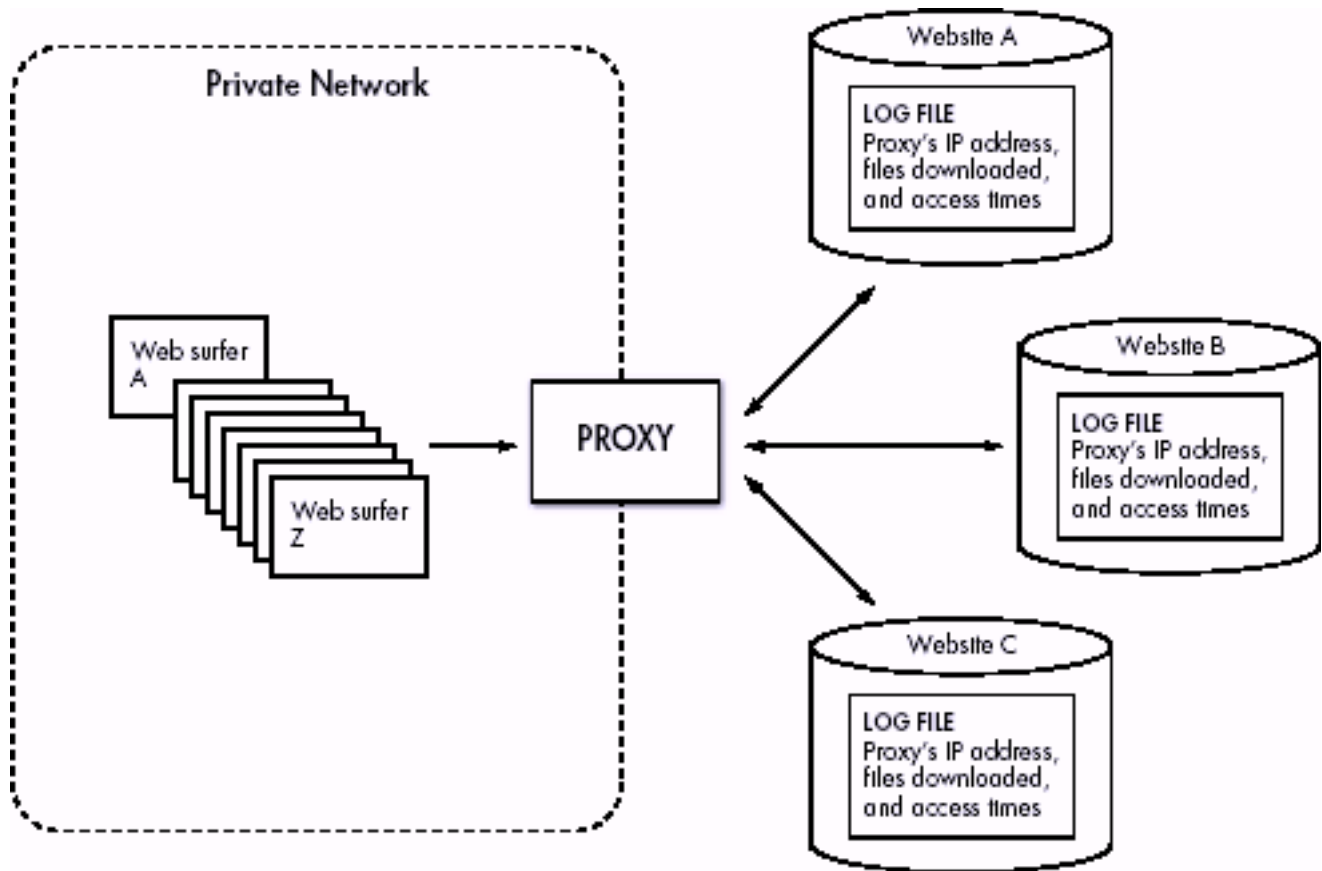 Private Network
Web surfer
A
Web surfer
Z
PROXY
Website A
LOG FILE
Proxy's IP address,
files downloaded,
and access times
Website B
LOG FILE
Proxy's IP address,
files downloaded,
and access times
Website C
LOG FILE
Proxy's IP address,
files downloaded,
and access times